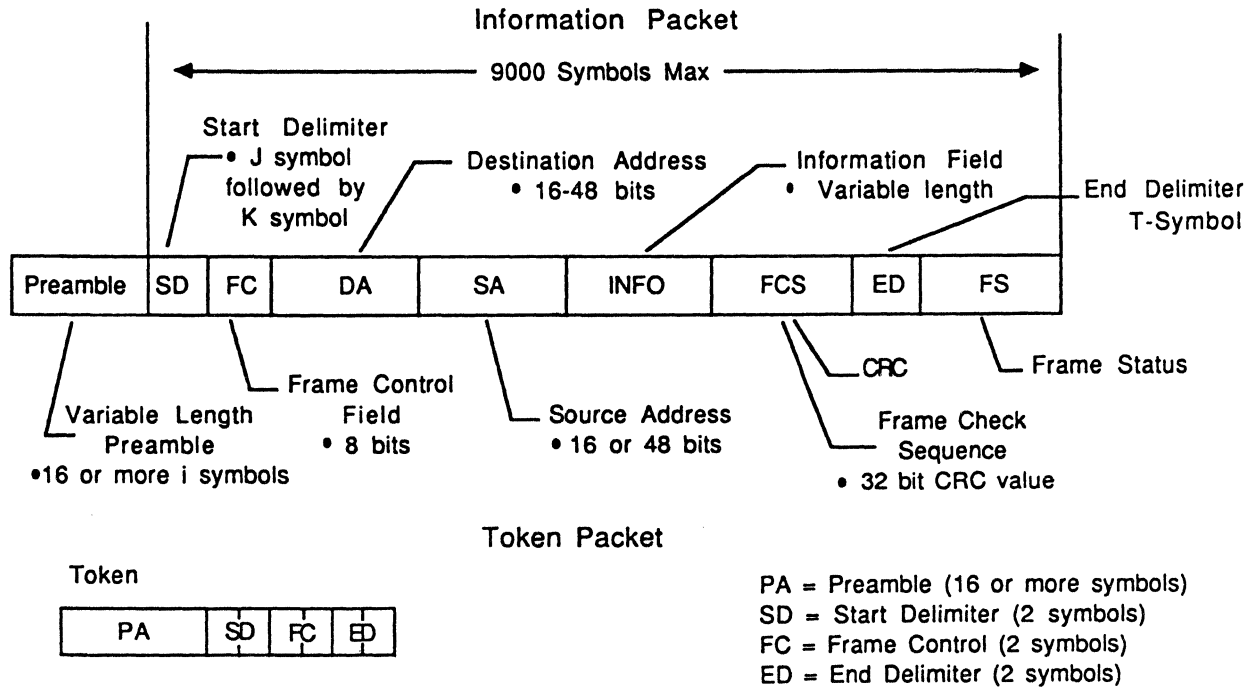 Information Packet
9000 Symbols Max
Start Delimiter
• J symbol
followed by
K symbol
Destination Address
• 16-48 bits
Information Field
• Variable length
End Delimiter
T-Symbol
Preamble SD FC DA SA INFO FCS ED FS
Variable Length
Preamble
•16 or more i symbols
Frame Control
Field
• 8 bits
Source Address
• 16 or 48 bits
CRC
Frame Check
Sequence
• 32 bit CRC value
Frame Status
Token Packet
Token
PA SD FC ED
PA = Preamble (16 or more symbols)
SD = Start Delimiter (2 symbols)
FC = Frame Control (2 symbols)
ED = End Delimiter (2 symbols)